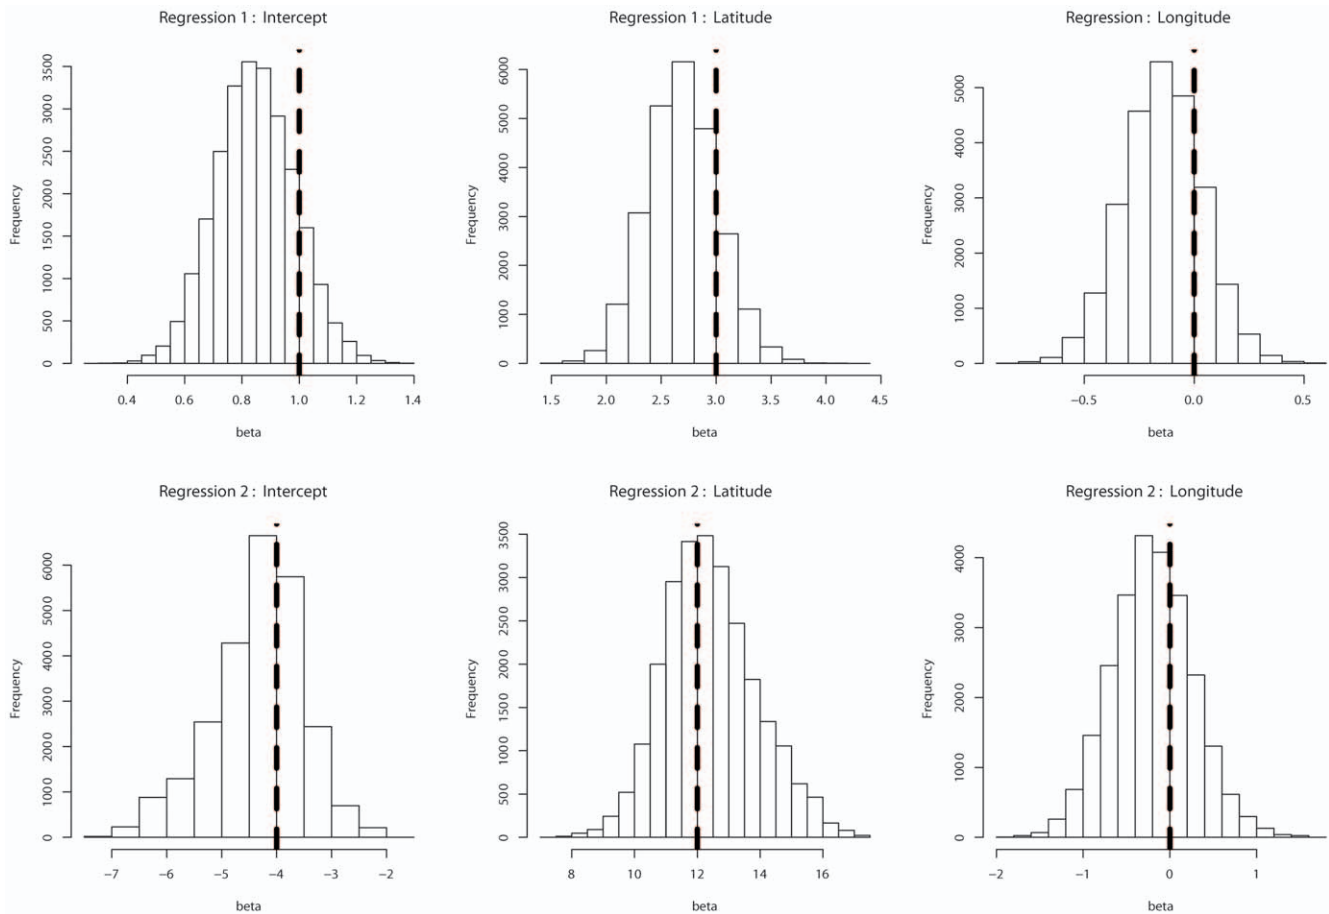 Regression 1 : Intercept
Frequency
0
500
1000
1500
2000
2500
3000
3500
0.4 0.6 0.8 1.0 1.2 1.4
beta
Regression 1 : Latitude
Frequency
0
1000
2000
3000
4000
5000
6000
1.5 2.0 2.5 3.0 3.5 4.0 4.5
beta
Regression : Longitude
Frequency
0
1000
2000
3000
4000
5000
−0.5 0.0 0.5
beta
Regression 2 : Intercept
Frequency
0
1000
2000
3000
4000
5000
6000
−7 −6 −5 −4 −3 −2
beta
Regression 2 : Latitude
Frequency
0
500
1000
1500
2000
2500
3000
3500
8 10 12 14 16
beta
Regression 2 : Longitude
Frequency
0
1000
2000
3000
4000
−2 −1 0 1
beta